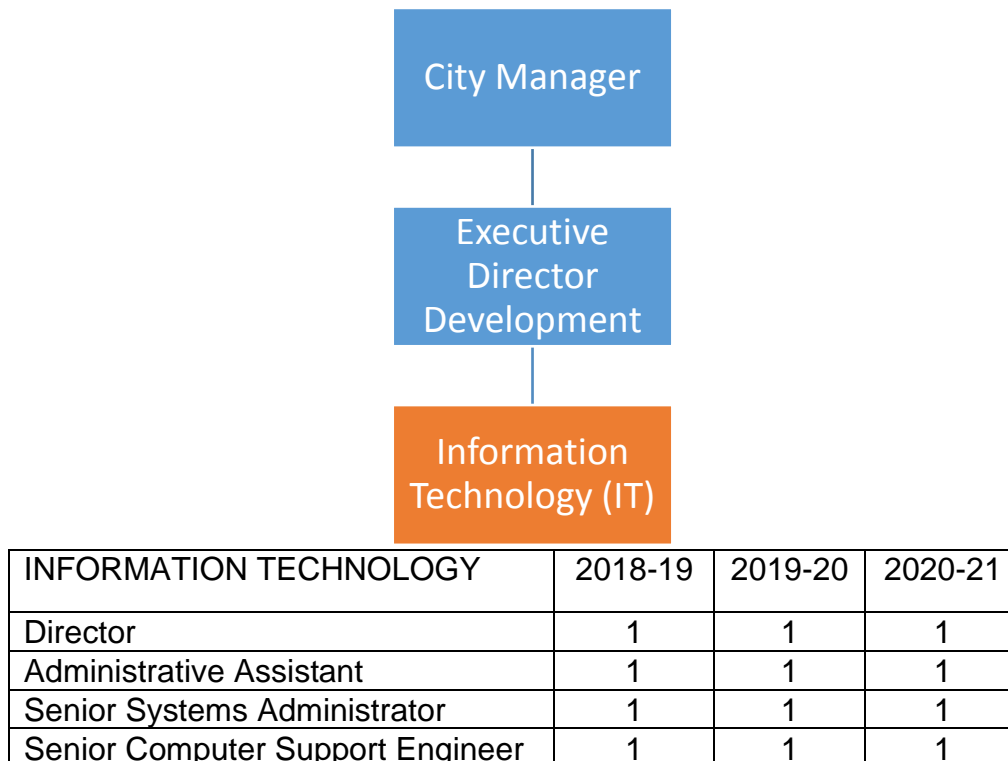 City Manager
Executive
Director
Development
Information
Technology (IT)
INFORMATION TECHNOLOGY 2018-19 2019-20 2020-21
Director 1 1 1
Administrative Assistant 1 1 1
Senior Systems Administrator 1 1 1
Senior Computer Support Engineer 1 1 1